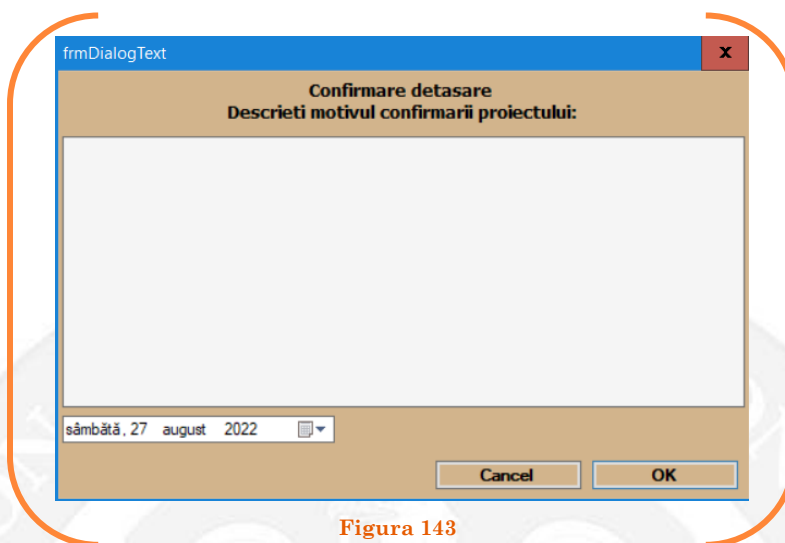 frmDialogText
x
Confirmare detasare
Descrieti motivul confirmarii proiectului:
sâmbătă, 27 august 2022
Cancel OK
Figura 143